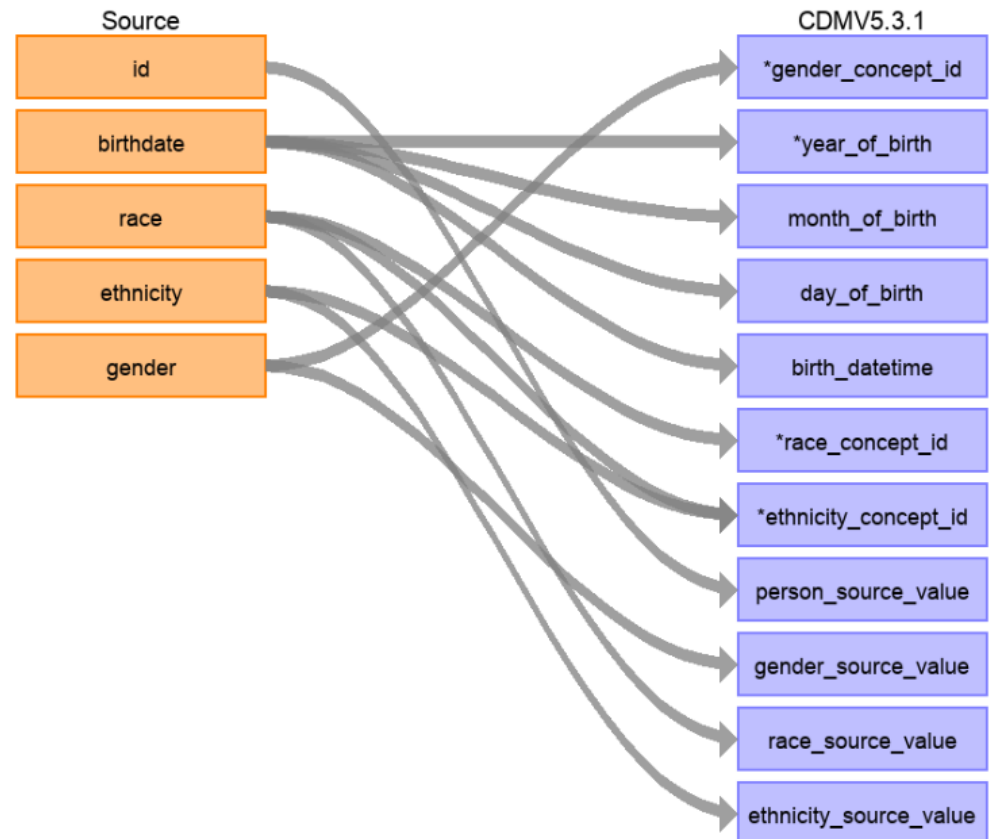 Source
CDMV5.3.1
id
*gender_concept_id
birthdate
*year_of_birth
race
month_of_birth
ethnicity
day_of_birth
gender
birth_datetime
*race_concept_id
*ethnicity_concept_id
person_source_value
gender_source_value
race_source_value
ethnicity_source_value